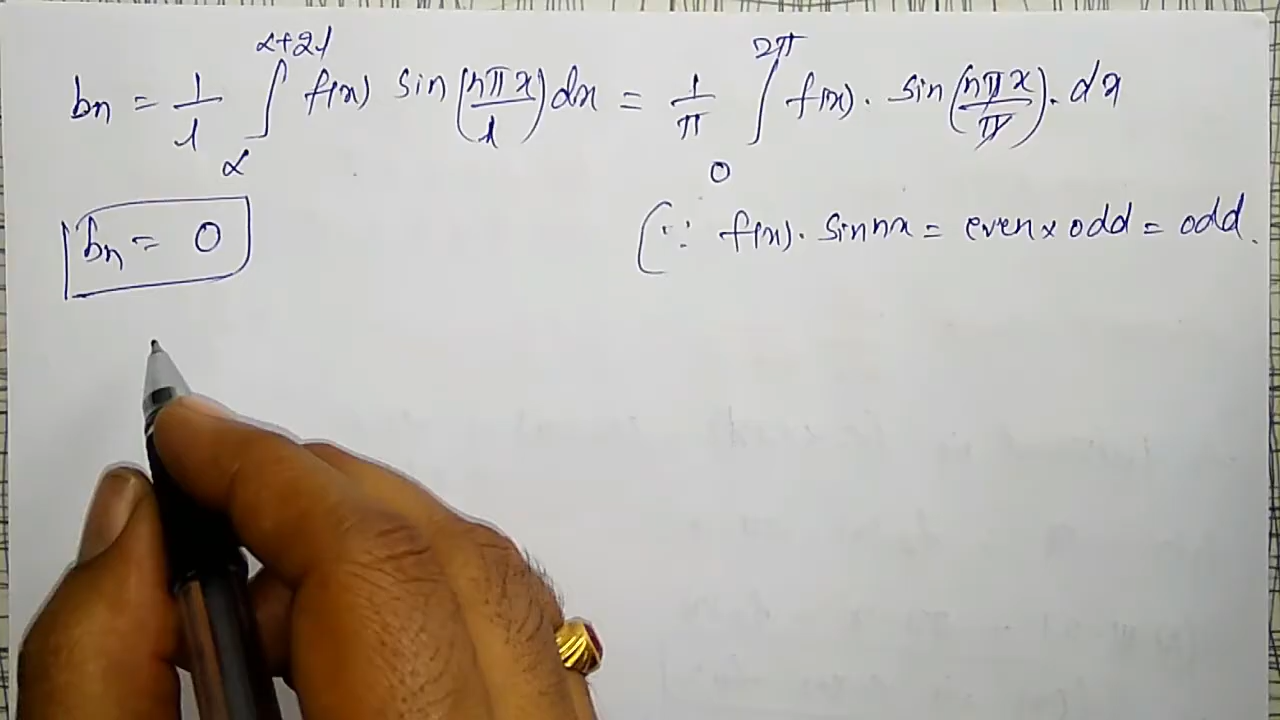 bn = 1/l ∫_α^{α+2l} f(x) sin(nπx/l) dx = 1/π ∫_0^{2π} f(x). sin(nπx/π). dx
bn = 0 (∵ f(x). sin nx = even x odd = odd.